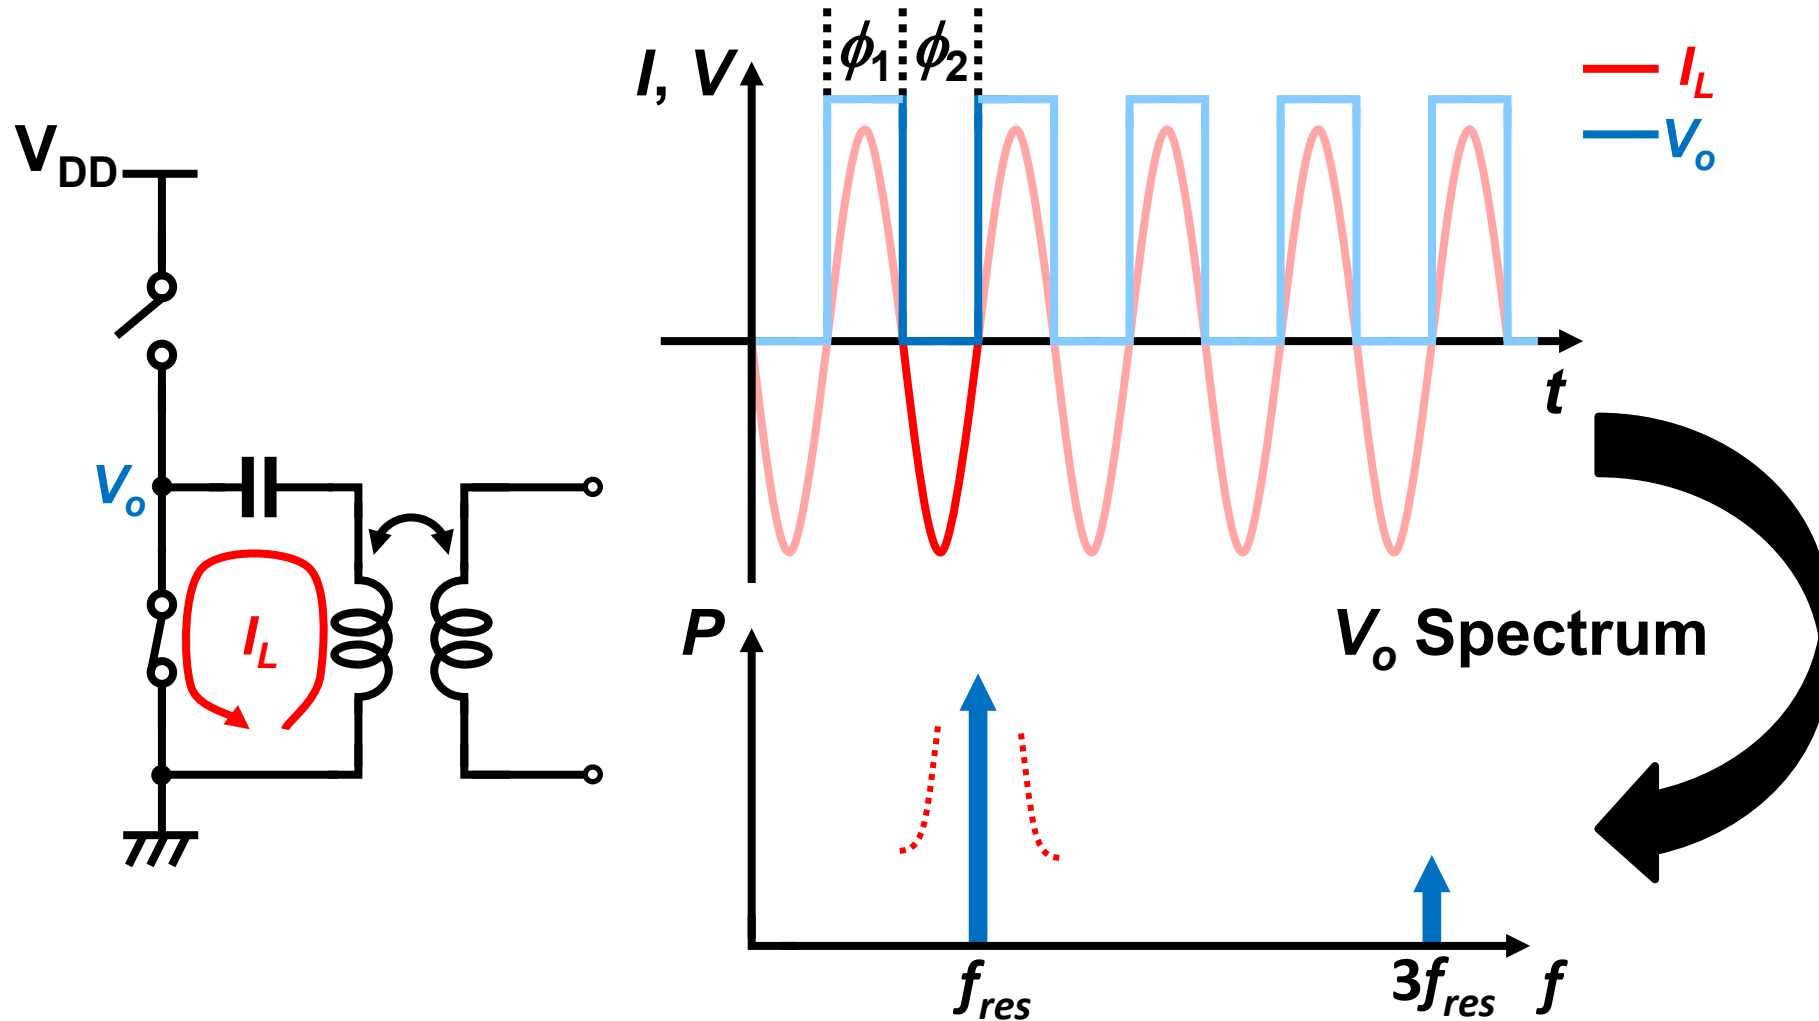 ϕ1 ϕ2
I, V
IL
Vo
VDD
t
Vo
IL
P
Vo Spectrum
fres
3fres
f